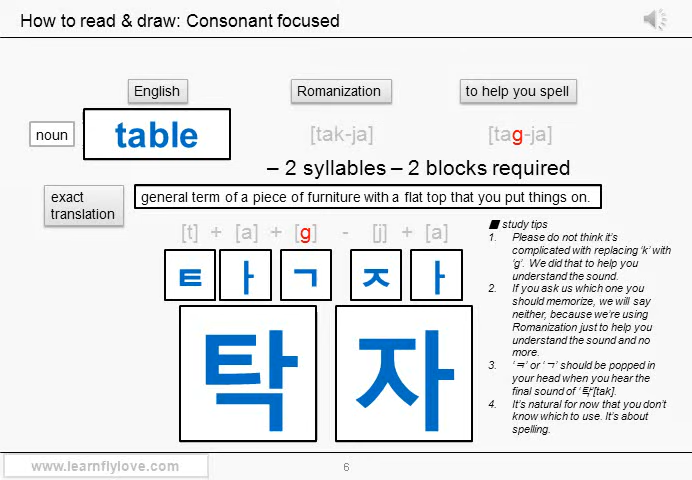 How to read & draw: Consonant focused
English
Romanization
to help you spell
noun
table
[tak-ja]
[tag-ja]
– 2 syllables – 2 blocks required
exact
translation
general term of a piece of furniture with a flat top that you put things on.
[t] + [a] + [g] - [j] + [a]
ㅌ ㅏ ㄱ ㅈ ㅏ
탁 자
study tips
1. Please do not think it's
complicated with replacing 'k' with
'g'. We did that to help you
understand the sound.
2. If you ask us which one you
should memorize, we will say
neither, because we're using
Romanization just to help you
understand the sound and no
more.
3. 'ㅋ' or 'ㄱ' should be popped in
your head when you hear the
final sound of '탁'[tak].
4. It's natural for now that you don't
know which to use. It's about
spelling.
www.learnflylove.com
6